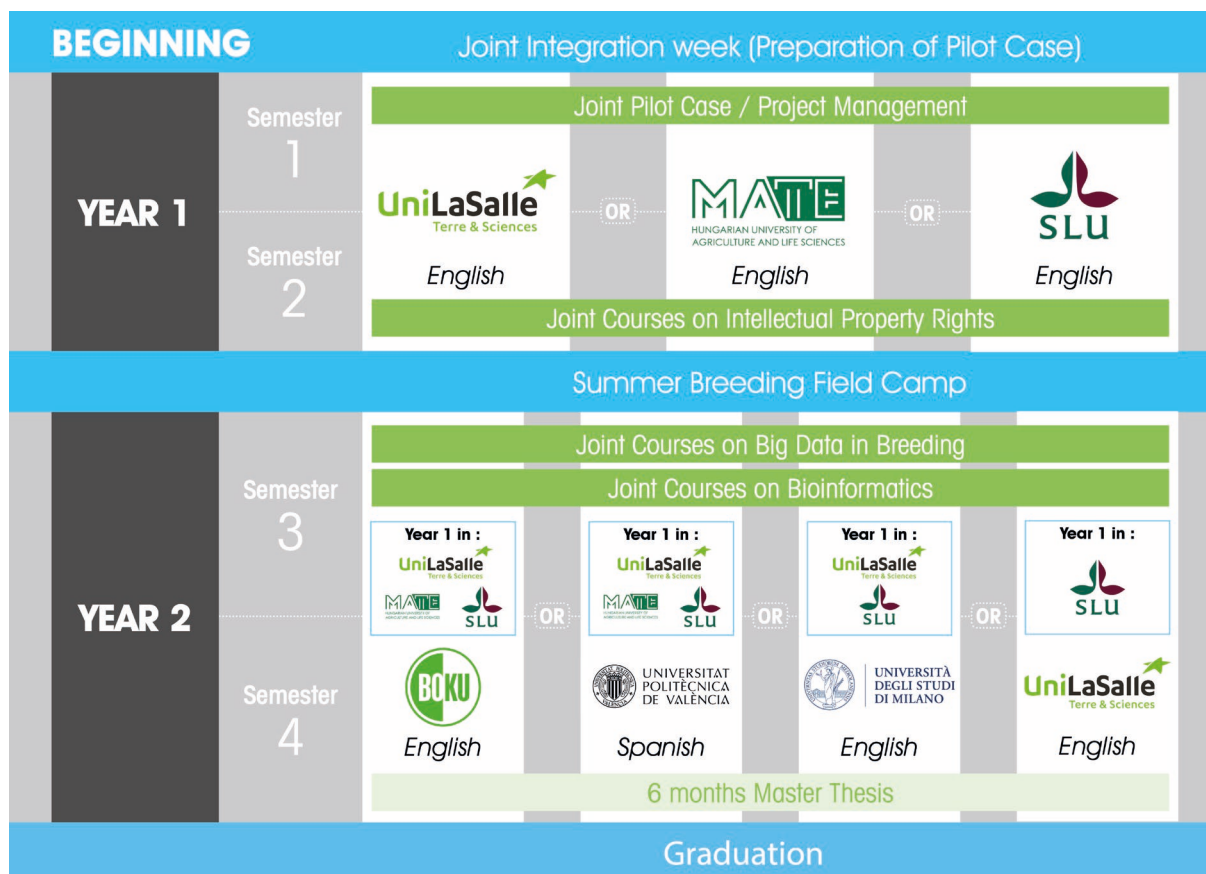 BEGINNING
Joint Integration week (Preparation of Pilot Case)
YEAR 1
Semester
1
Joint Pilot Case / Project Management
UniLaSalle
Terre & Sciences
OR
MATE
HUNGARIAN UNIVERSITY OF
AGRICULTURE AND LIFE SCIENCES
OR
SLU
Semester
2
English
English
English
Joint Courses on Intellectual Property Rights
Summer Breeding Field Camp
YEAR 2
Semester
3
Joint Courses on Big Data in Breeding
Joint Courses on Bioinformatics
Year 1 in :
UniLaSalle
Terre & Sciences
MATE
SLU
OR
Year 1 in :
UniLaSalle
Terre & Sciences
MATE
SLU
OR
Year 1 in :
UniLaSalle
Terre & Sciences
SLU
OR
Year 1 in :
SLU
Semester
4
BOKU
English
UNIVERSITAT
POLITÈCNICA
DE VALÈNCIA
Spanish
UNIVERSITÀ
DEGLI STUDI
DI MILANO
English
UniLaSalle
Terre & Sciences
English
6 months Master Thesis
Graduation